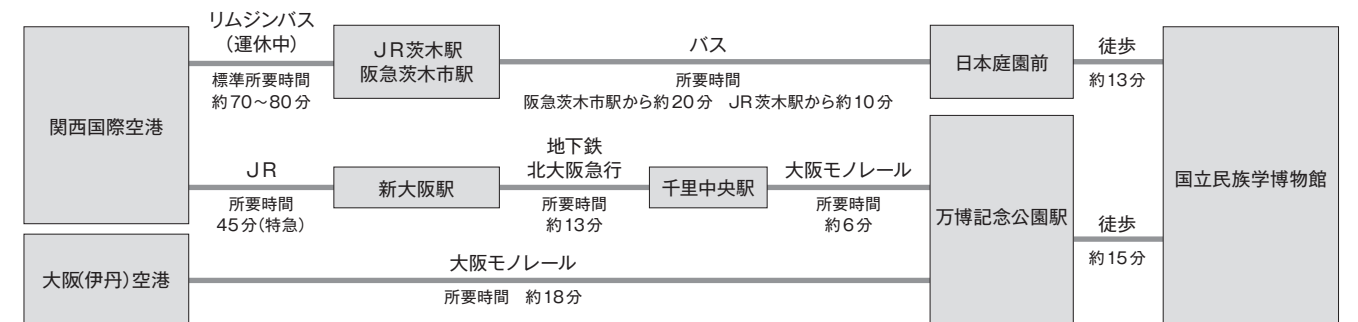 関西国際空港
リムジンバス
（運休中）
標準所要時間
約70～80分
ＪＲ茨木駅
阪急茨木市駅
バス
所要時間
阪急茨木市駅から約20分　ＪＲ茨木駅から約10分
日本庭園前
徒歩
約13分
国立民族学博物館
ＪＲ
所要時間
45分（特急）
新大阪駅
地下鉄
北大阪急行
所要時間
約13分
千里中央駅
大阪モノレール
所要時間
約6分
万博記念公園駅
徒歩
約15分
大阪（伊丹）空港
大阪モノレール
所要時間　約18分